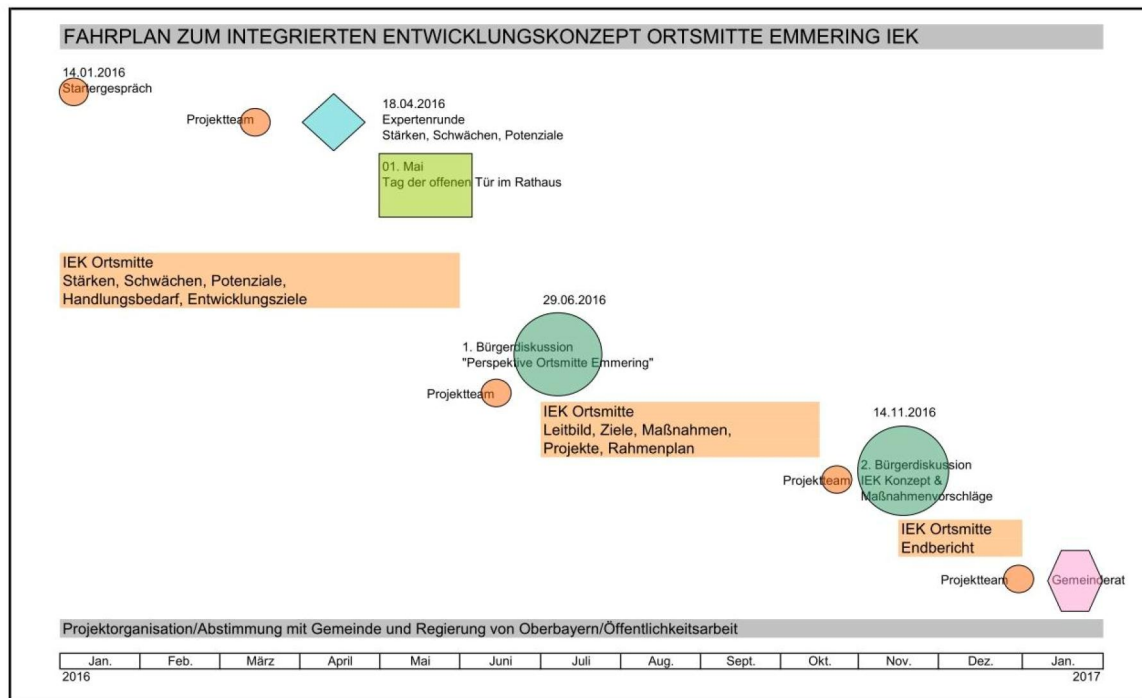 FAHRPLAN ZUM INTEGRIERTEN ENTWICKLUNGSKONZEPT ORTSMITTE EMMERING IEK
14.01.2016
Startergespräch
Projektteam
18.04.2016
Expertenrunde
Stärken, Schwächen, Potenziale
01. Mai
Tag der offenen Tür im Rathaus
IEK Ortsmitte
Stärken, Schwächen, Potenziale,
Handlungsbedarf, Entwicklungsziele
29.06.2016
1. Bürgerdiskussion
"Perspektive Ortsmitte Emmering"
Projektteam
IEK Ortsmitte
Leitbild, Ziele, Maßnahmen,
Projekte, Rahmenplan
14.11.2016
2. Bürgerdiskussion
IEK Konzept &
Maßnahmenvorschläge
Projektteam
IEK Ortsmitte
Endbericht
Projektteam
Gemeinderat
Projektorganisation/Abstimmung mit Gemeinde und Regierung von Oberbayern/Öffentlichkeitsarbeit
Jan. Feb. März April Mai Juni Juli Aug. Sept. Okt. Nov. Dez. Jan.
2016 2017